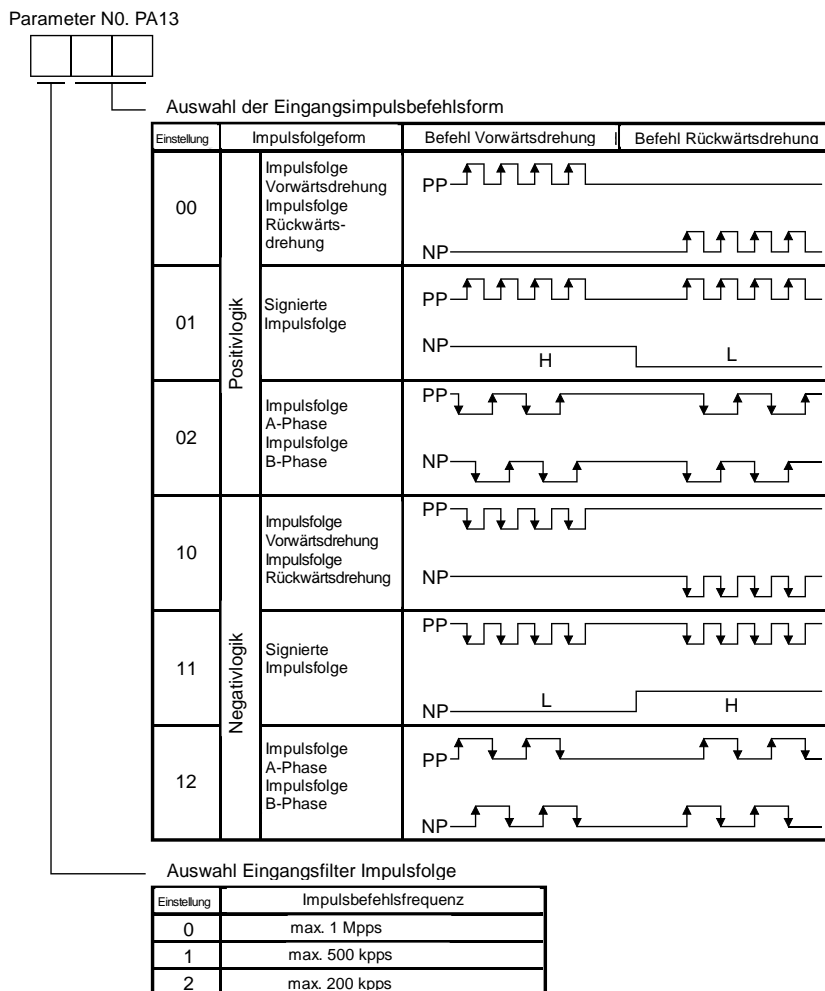 Parameter N0. PA13
Auswahl der Eingangsimpulsbefehlsform
Einstellung Impulsfolgeform Befehl Vorwärtsdrehung Befehl Rückwärtsdrehung
Positivlogik
00
Impulsfolge
Vorwärtsdrehung
Impulsfolge
Rückwärts-
drehung
PP
NP
01
Signierte
Impulsfolge
PP
NP
H L
02
Impulsfolge
A-Phase
Impulsfolge
B-Phase
PP
NP
Negativlogik
10
Impulsfolge
Vorwärtsdrehung
Impulsfolge
Rückwärtsdrehung
PP
NP
11
Signierte
Impulsfolge
PP
NP
L H
12
Impulsfolge
A-Phase
Impulsfolge
B-Phase
PP
NP
Auswahl Eingangsfilter Impulsfolge
Einstellung Impulsbefehlsfrequenz
0 max. 1 Mpps
1 max. 500 kpps
2 max. 200 kpps